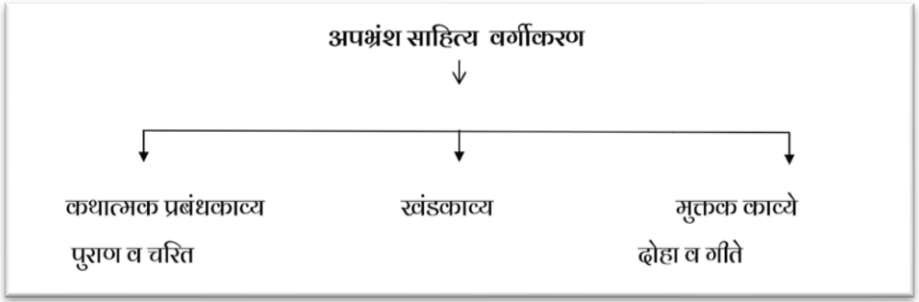 अपभ्रंश साहित्य वर्गीकरण
कथात्मक प्रबंधकाव्य खंडकाव्य मुक्तक काव्ये
पुराण व चरित दोहा व गीते